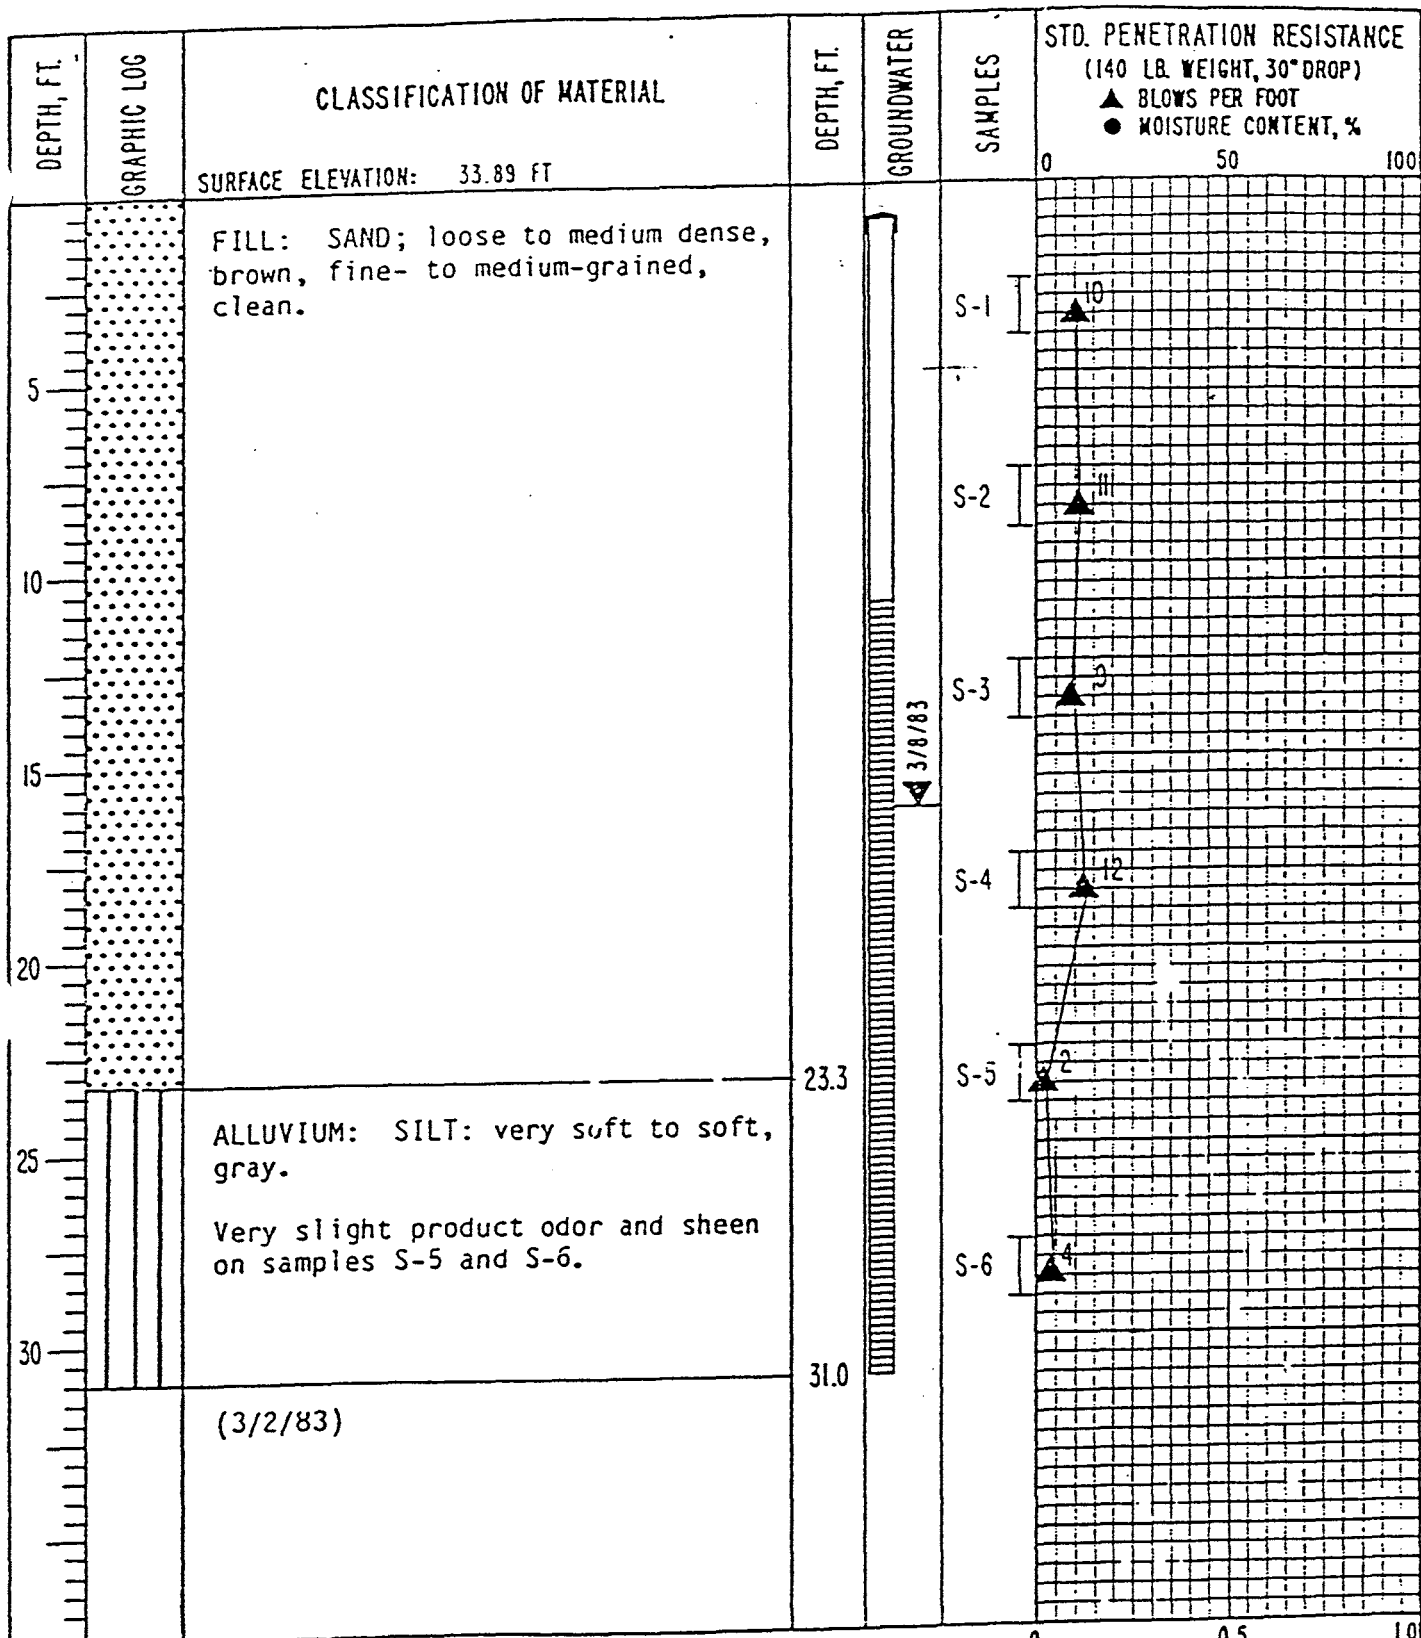 DEPTH, FT.
GRAPHIC LOG
CLASSIFICATION OF MATERIAL
SURFACE ELEVATION: 33.89 FT
DEPTH, FT.
GROUNDWATER
SAMPLES
STD. PENETRATION RESISTANCE
(140 LB. WEIGHT, 30" DROP)
▲ BLOWS PER FOOT
● MOISTURE CONTENT, %
0 50 100
FILL: SAND; loose to medium dense,
brown, fine- to medium-grained,
clean.
S-1 10
5
S-2 11
10
S-3 9
3/8/83
15
S-4 12
20
23.3
S-5 2
ALLUVIUM: SILT: very soft to soft,
gray.
25
Very slight product odor and sheen
on samples S-5 and S-6.
S-6 4
30
31.0
(3/2/83)
0 0.5 1.0